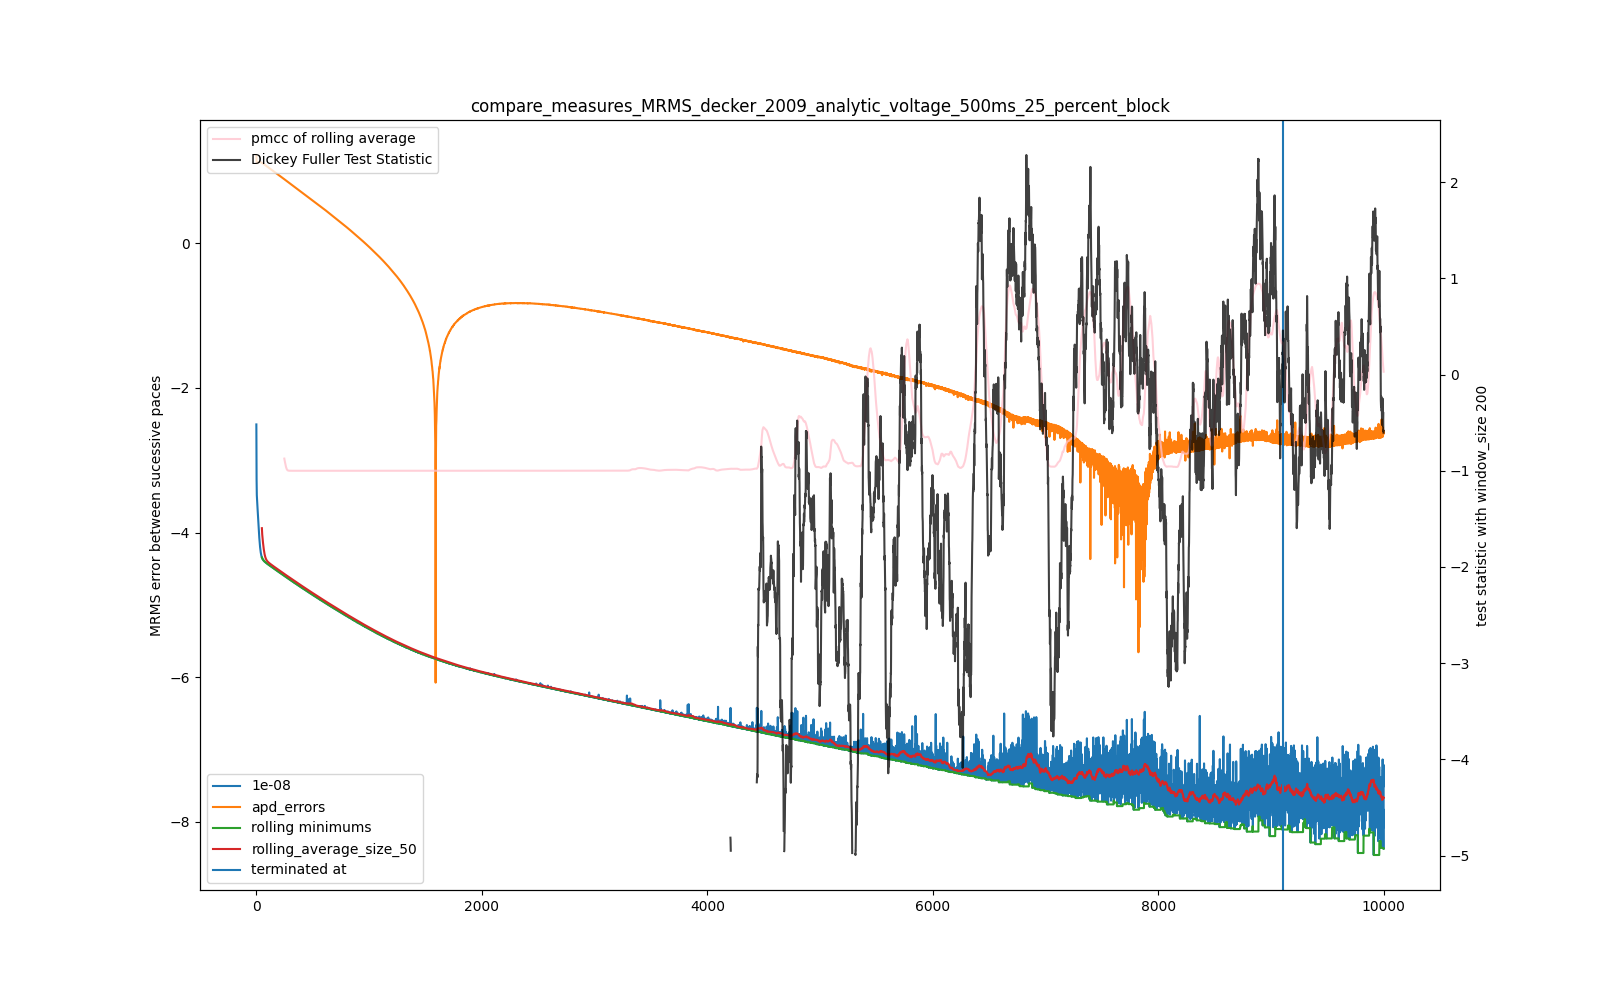 compare_measures_MRMS_decker_2009_analytic_voltage_500ms_25_percent_block
pmcc of rolling average
Dickey Fuller Test Statistic
MRMS error between sucessive paces
0
−2
−4
−6
−8
1e-08
apd_errors
rolling minimums
rolling_average_size_50
terminated at
0
2000
4000
6000
8000
10000
2
1
0
−1
−2
−3
−4
−5
test statistic with window_size 200